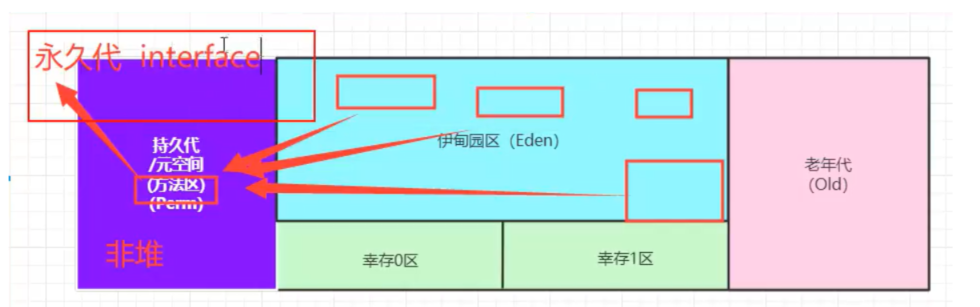 永久代 interface
持久代
/元空间
(方法区)
(Perm)
非堆
伊甸园区（Eden）
幸存0区
幸存1区
老年代
（Old）